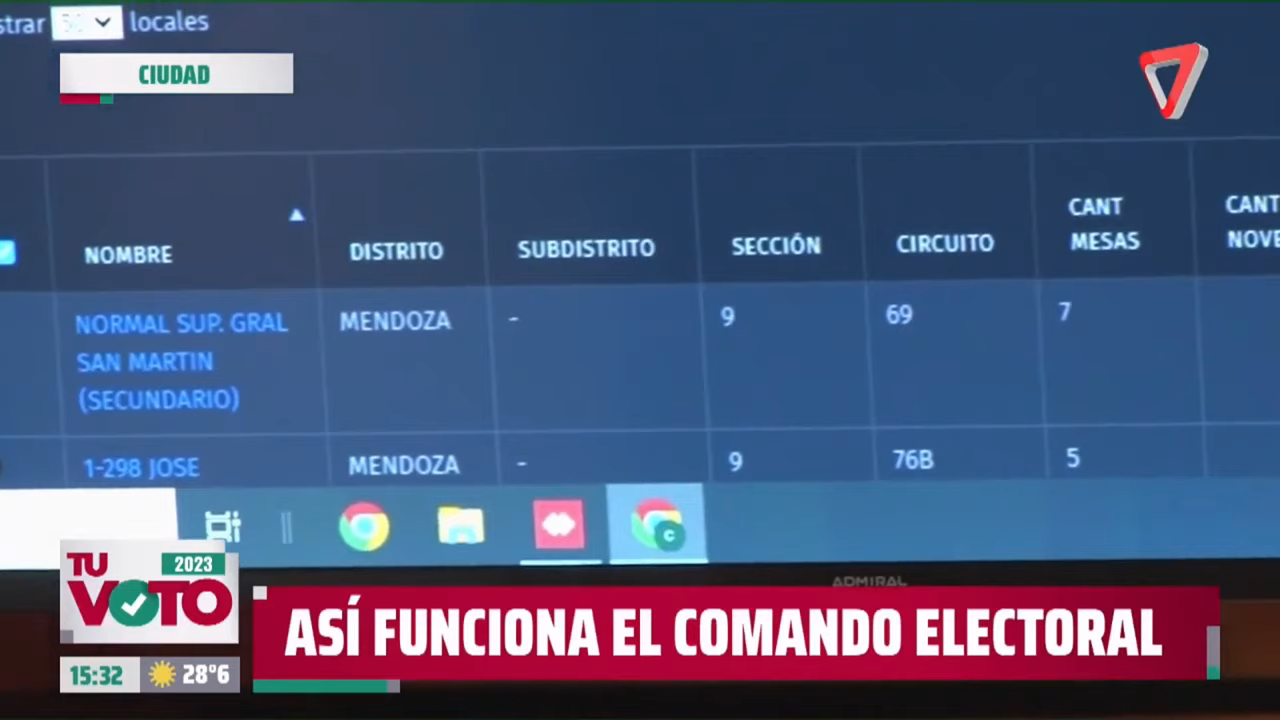 strar
locales
CIUDAD
NOMBRE
DISTRITO
SUBDISTRITO
SECCIÓN
CIRCUITO
CANT
MESAS
CANT
NOVE
NORMAL SUP. GRAL
SAN MARTIN
(SECUNDARIO)
MENDOZA
-
9
69
7
1-298 JOSE
MENDOZA
-
9
76B
5
C
ADMIRAL
TU
2023
VOTO
ASÍ FUNCIONA EL COMANDO ELECTORAL
15:32
28°6